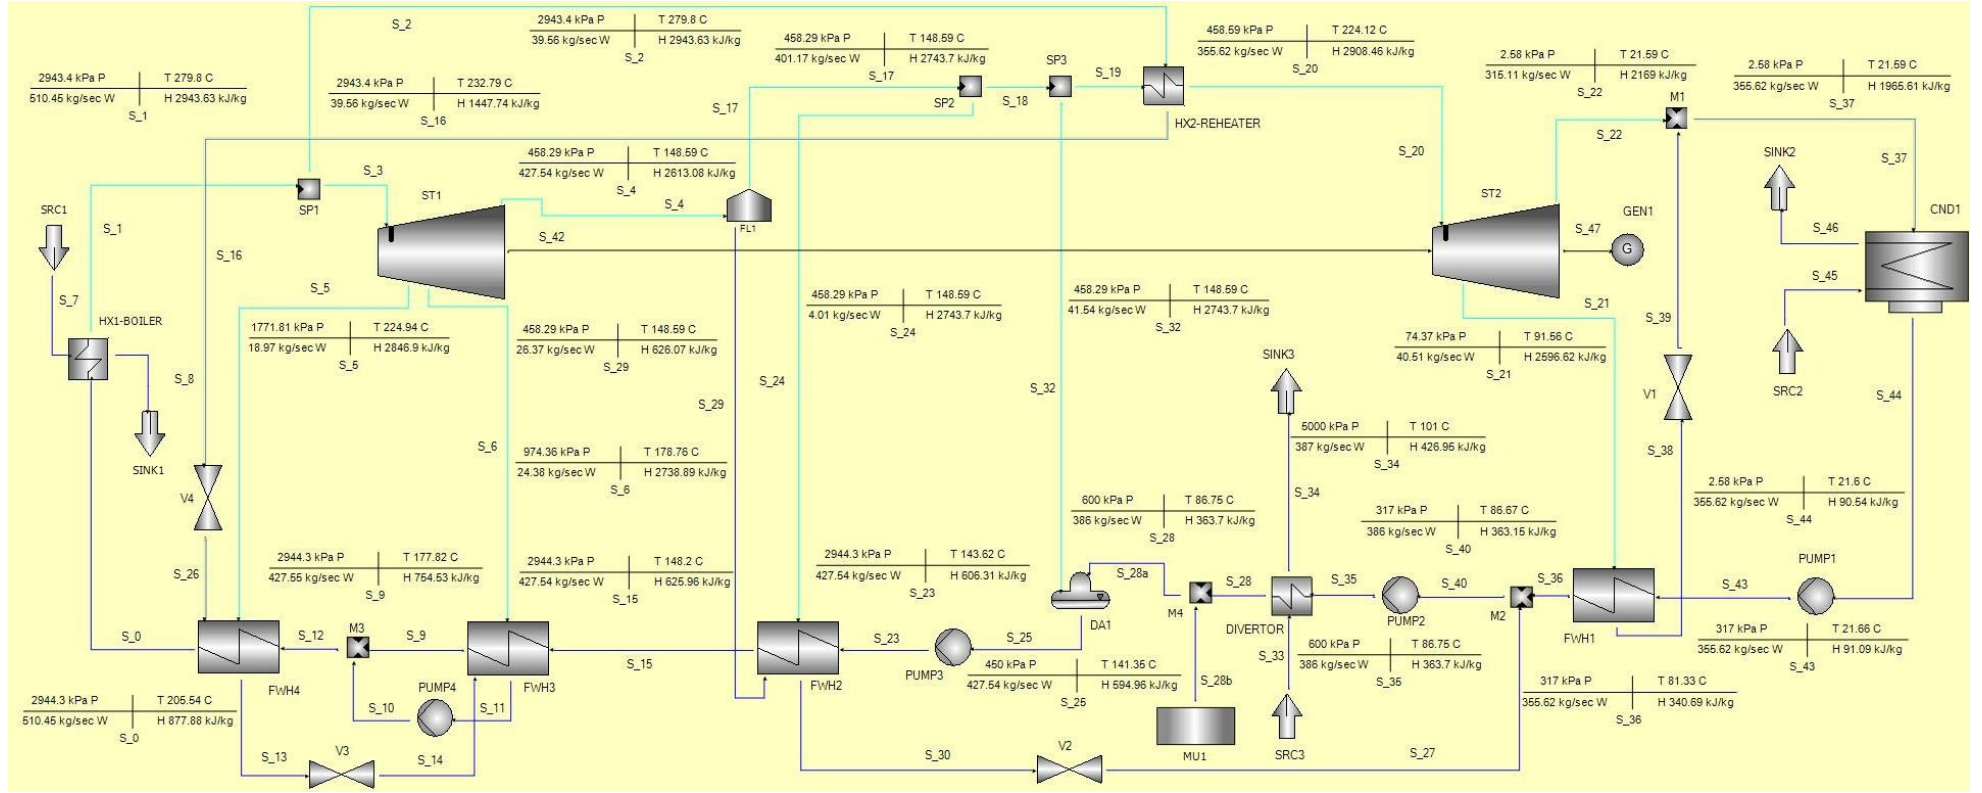 S_2
2943.4 kPa P T 279.8 C
39.56 kg/sec W H 2943.63 kJ/kg
S_2
458.29 kPa P T 148.59 C
401.17 kg/sec W H 2743.7 kJ/kg
S_17
458.59 kPa P T 224.12 C
355.62 kg/sec W H 2908.46 kJ/kg
S_20
2.58 kPa P T 21.59 C
315.11 kg/sec W H 2169 kJ/kg
S_22
2.58 kPa P T 21.59 C
355.62 kg/sec W H 1965.61 kJ/kg
S_37
2943.4 kPa P T 279.8 C
510.45 kg/sec W H 2943.63 kJ/kg
S_1
2943.4 kPa P T 232.79 C
39.56 kg/sec W H 1447.74 kJ/kg
S_16
SP3
S_19
SP2
S_18
S_17
M1
HX2-REHEATER
S_22
S_20
SINK2
S_37
458.29 kPa P T 148.59 C
427.54 kg/sec W H 2613.08 kJ/kg
S_4
S_3
SP1
ST1
S_4
FL1
ST2
GEN1
CND1
SRC1
S_1
S_16
S_42
S_47
G
S_46
S_45
S_7
S_5
S_21
S_39
HX1-BOILER
1771.81 kPa P T 224.94 C
18.97 kg/sec W H 2846.9 kJ/kg
S_5
458.29 kPa P T 148.59 C
26.37 kg/sec W H 626.07 kJ/kg
S_29
458.29 kPa P T 148.59 C
4.01 kg/sec W H 2743.7 kJ/kg
S_24
458.29 kPa P T 148.59 C
41.54 kg/sec W H 2743.7 kJ/kg
S_32
74.37 kPa P T 91.56 C
40.51 kg/sec W H 2596.62 kJ/kg
S_21
SINK3
S_8
S_29
S_24
S_32
V1
SRC2
S_44
SINK1
S_6
974.36 kPa P T 178.76 C
24.38 kg/sec W H 2738.89 kJ/kg
S_6
5000 kPa P T 101 C
387 kg/sec W H 426.95 kJ/kg
S_34
S_38
V4
S_34
600 kPa P T 86.75 C
386 kg/sec W H 363.7 kJ/kg
S_28
317 kPa P T 86.67 C
386 kg/sec W H 363.15 kJ/kg
S_40
2.58 kPa P T 21.6 C
355.62 kg/sec W H 90.54 kJ/kg
S_44
S_26
2944.3 kPa P T 177.82 C
427.55 kg/sec W H 754.53 kJ/kg
S_9
2944.3 kPa P T 148.2 C
427.54 kg/sec W H 625.96 kJ/kg
S_15
2944.3 kPa P T 143.62 C
427.54 kg/sec W H 606.31 kJ/kg
S_23
S_28a
S_28
S_35
S_40
S_36
S_43
PUMP1
M4
DA1
DIVERTOR
PUMP2
M2
FWH1
S_0
S_12
M3
S_9
S_15
S_23
S_25
PUMP3
S_33
600 kPa P T 86.75 C
386 kg/sec W H 363.7 kJ/kg
S_35
317 kPa P T 21.66 C
355.62 kg/sec W H 91.09 kJ/kg
S_43
FWH4
PUMP4
FWH3
FWH2
450 kPa P T 141.35 C
427.54 kg/sec W H 594.96 kJ/kg
S_25
S_28b
317 kPa P T 81.33 C
355.62 kg/sec W H 340.69 kJ/kg
S_36
2944.3 kPa P T 205.54 C
510.45 kg/sec W H 877.88 kJ/kg
S_0
S_10
S_11
S_13
V3
S_14
S_30
V2
MU1
SRC3
S_27